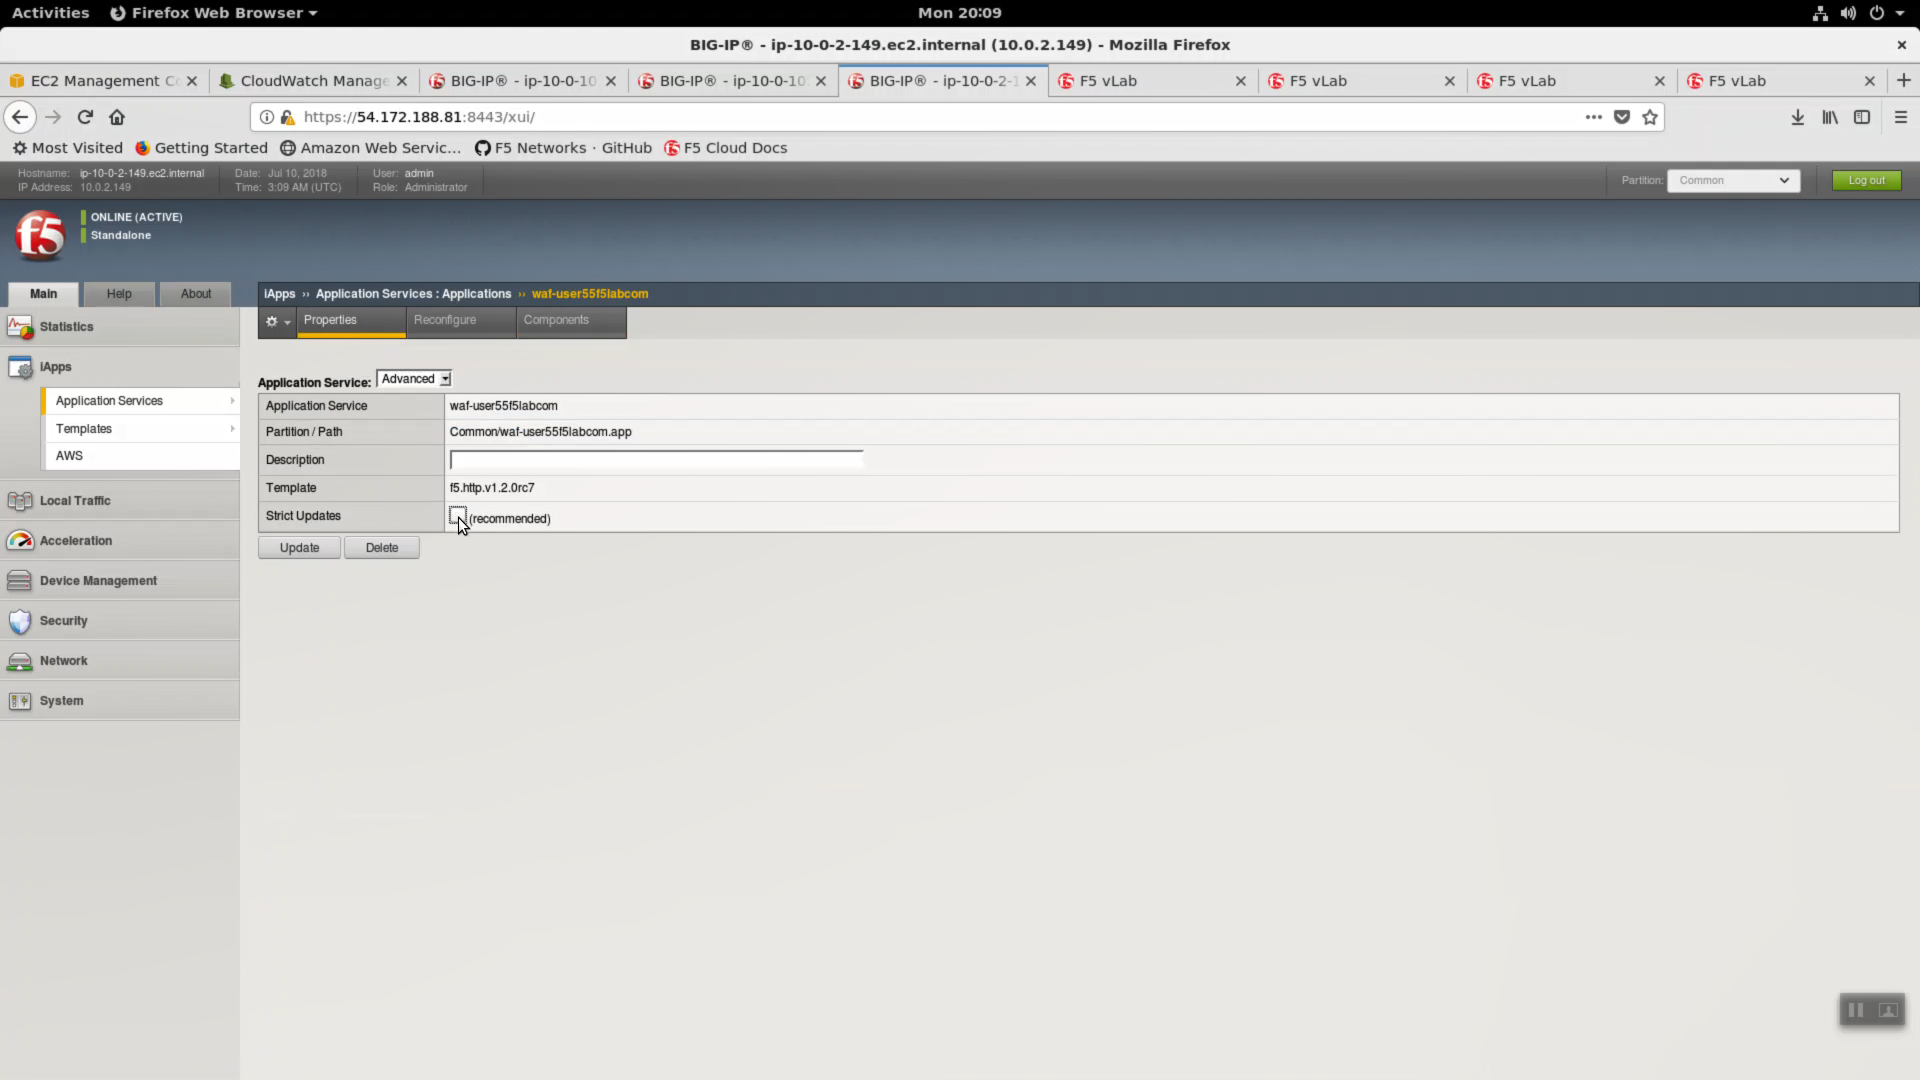 Activities Firefox Web Browser Mon 20:09
BIG-IP® - ip-10-0-2-149.ec2.internal (10.0.2.149) - Mozilla Firefox
EC2 Management C CloudWatch Manage BIG-IP® - ip-10-0-10 BIG-IP® - ip-10-0-10 BIG-IP® - ip-10-0-2-1 F5 vLab F5 vLab F5 vLab F5 vLab
https://54.172.188.81:8443/xui/
Most Visited Getting Started Amazon Web Servic... F5 Networks · GitHub F5 Cloud Docs
Hostname: ip-10-0-2-149.ec2.internal Date: Jul 10, 2018 User: admin
IP Address: 10.0.2.149 Time: 3:09 AM (UTC) Role: Administrator
Partition: Common Log out
f5
ONLINE (ACTIVE)
Standalone
Main Help About
iApps ›› Application Services : Applications ›› waf-user55f5labcom
Properties Reconfigure Components
Statistics
iApps
Application Services
Templates
AWS
Local Traffic
Acceleration
Device Management
Security
Network
System
Application Service: Advanced
Application Service waf-user55f5labcom
Partition / Path Common/waf-user55f5labcom.app
Description
Template f5.http.v1.2.0rc7
Strict Updates (recommended)
Update Delete